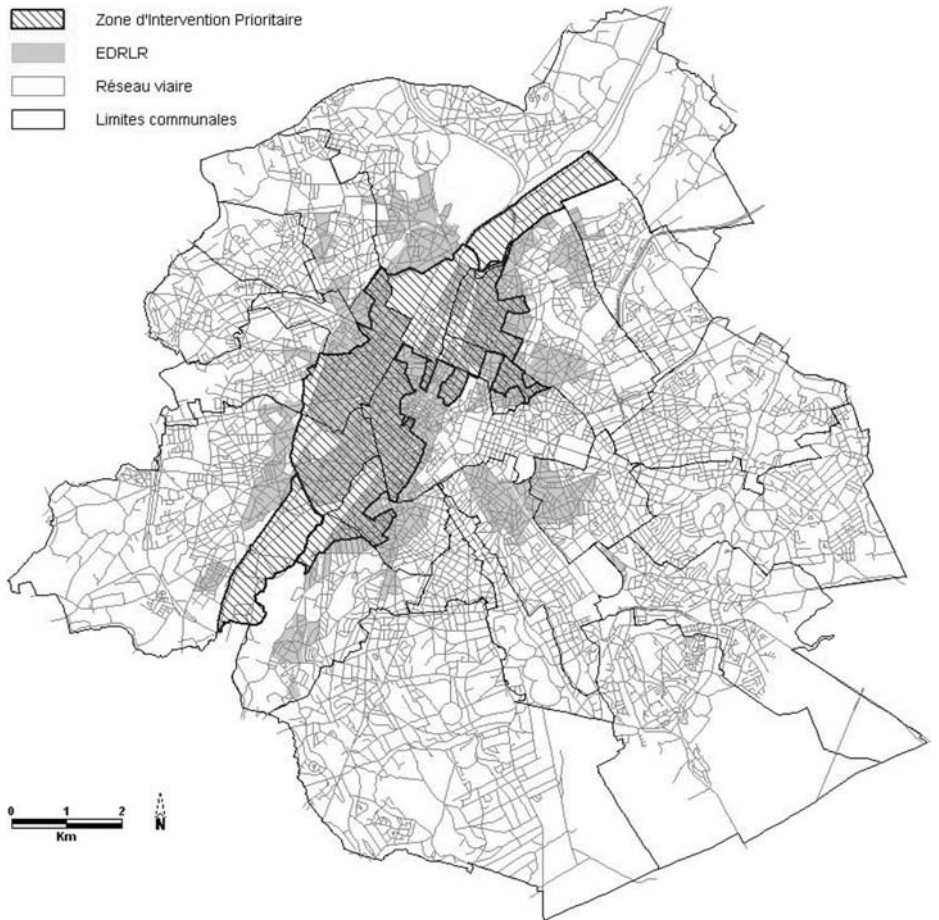 Zone d'Intervention Prioritaire
EDRLR
Réseau viaire
Limites communales
0 1 2
Km
N